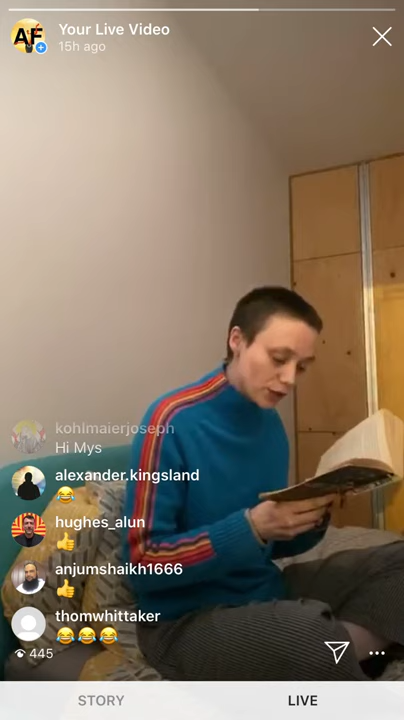 AF
Your Live Video
15h ago
kohlmaierjoseph
Hi Mys
alexander.kingsland
😂
hughes_alun
👍
anjumshaikh1666
👍
thomwhittaker
😂😂😂
445
STORY
LIVE